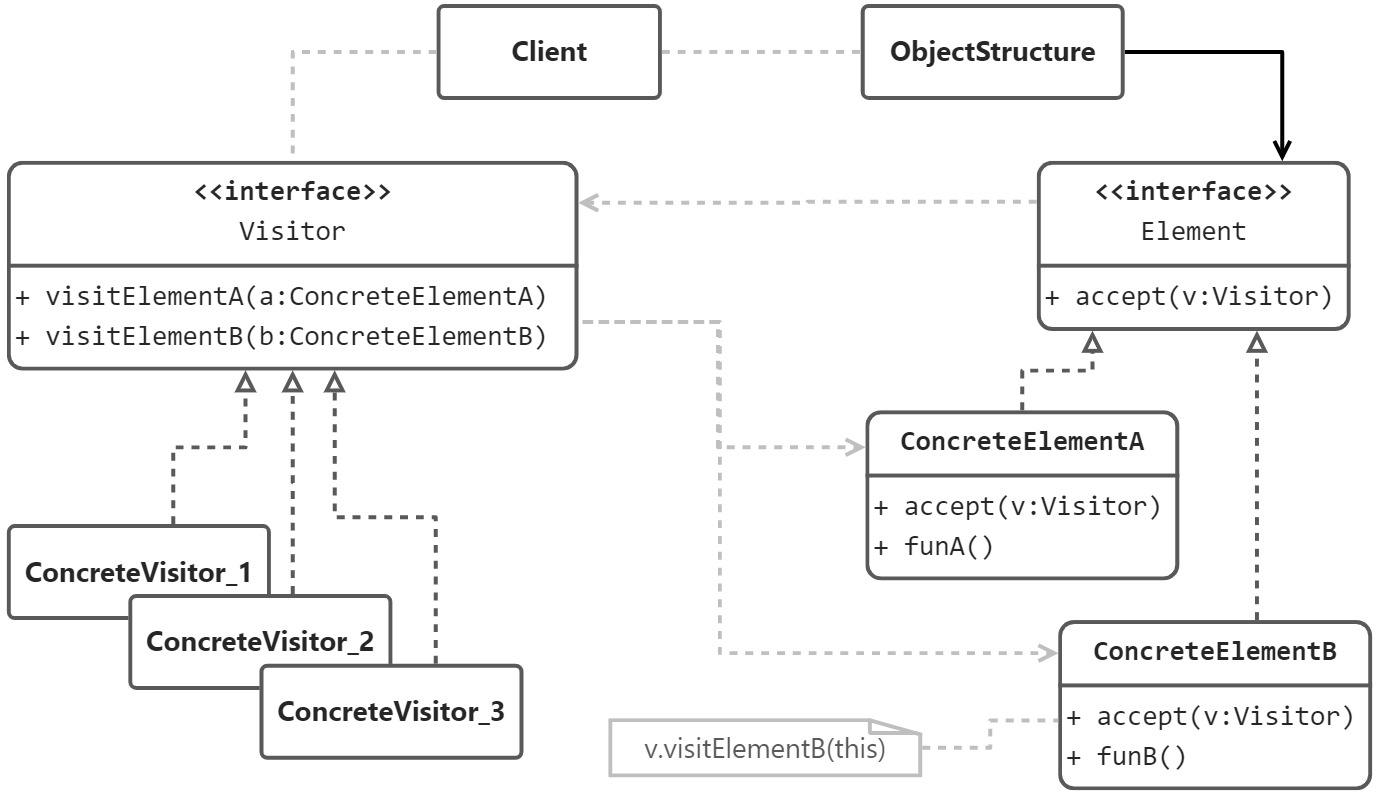 Client
ObjectStructure
<<interface>>
Visitor
+ visitElementA(a:ConcreteElementA)
+ visitElementB(b:ConcreteElementB)
<<interface>>
Element
+ accept(v:Visitor)
ConcreteElementA
+ accept(v:Visitor)
+ funA()
ConcreteVisitor_1
ConcreteVisitor_2
ConcreteVisitor_3
ConcreteElementB
+ accept(v:Visitor)
+ funB()
v.visitElementB(this)